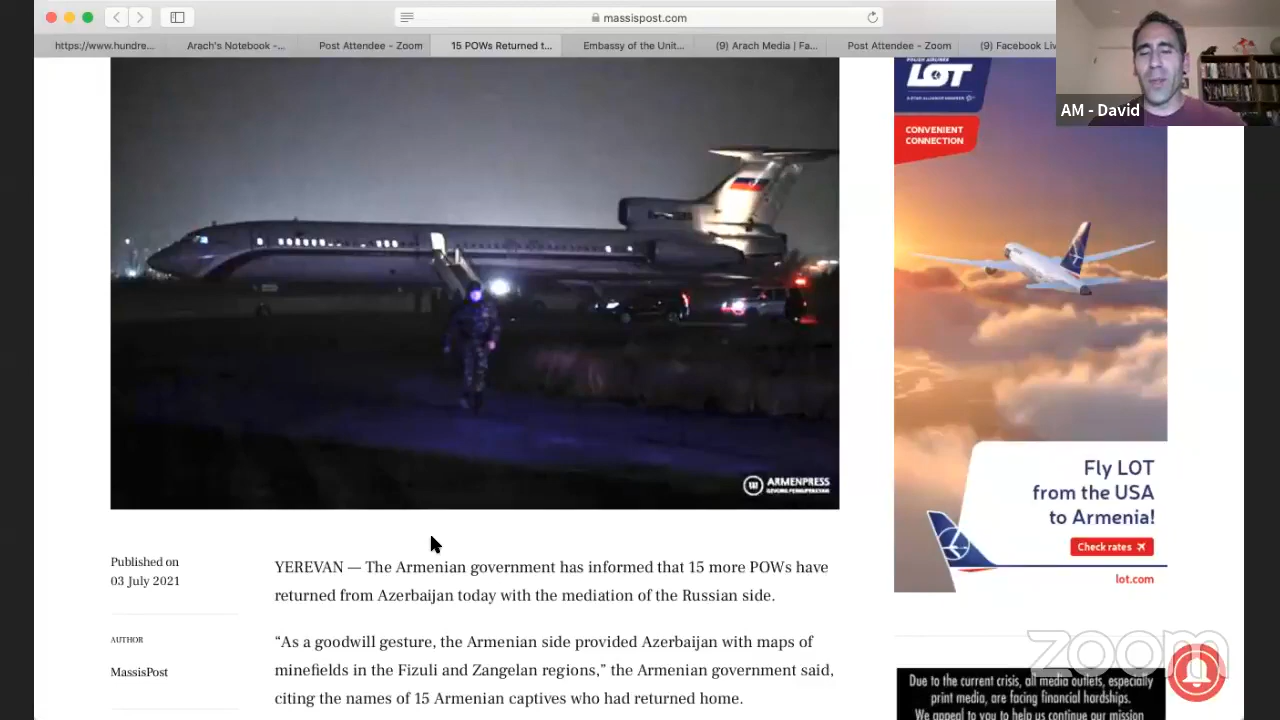 massispost.com
https://www.hundre...
Arach's Notebook -...
Post Attendee - Zoom
15 POWs Returned t...
Embassy of the Unit...
(9) Arach Media | Fa...
Post Attendee - Zoom
(9) Facebook Liv
AM - David
POLISH AIRLINES
LOT
A STAR ALLIANCE MEMBER
CONVENIENT
CONNECTION
ARMENPRESS
Fly LOT
from the USA
to Armenia!
Check rates
lot.com
Published on
03 July 2021
AUTHOR
MassisPost
YEREVAN — The Armenian government has informed that 15 more POWs have
returned from Azerbaijan today with the mediation of the Russian side.
“As a goodwill gesture, the Armenian side provided Azerbaijan with maps of
minefields in the Fizuli and Zangelan regions,” the Armenian government said,
citing the names of 15 Armenian captives who had returned home.
zoom
Due to the current crisis, all media outlets, especially
print media, are facing financial hardships.
We appeal to you to help us continue our mission